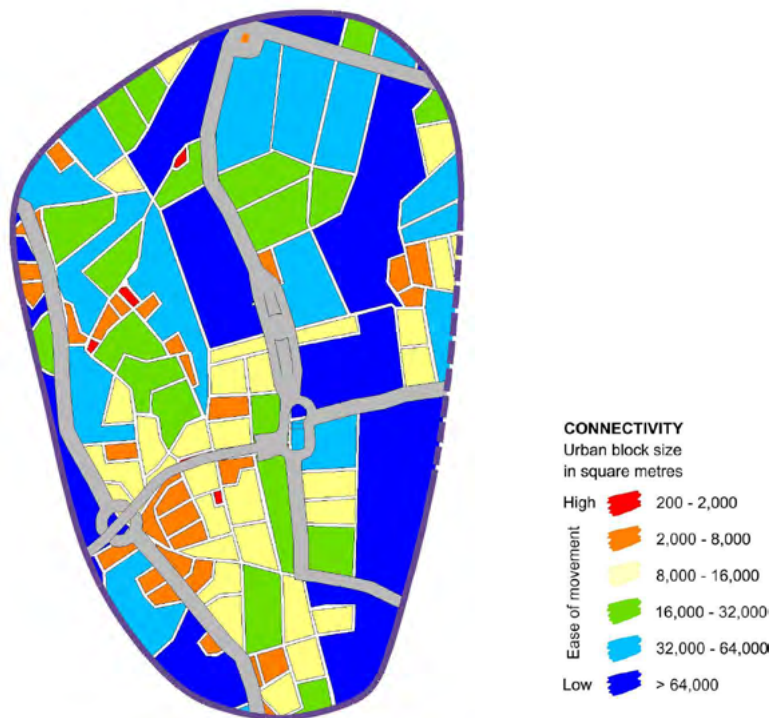 CONNECTIVITY
Urban block size
in square metres
High 200 - 2,000
2,000 - 8,000
8,000 - 16,000
16,000 - 32,000
32,000 - 64,000
Low > 64,000
Ease of movement